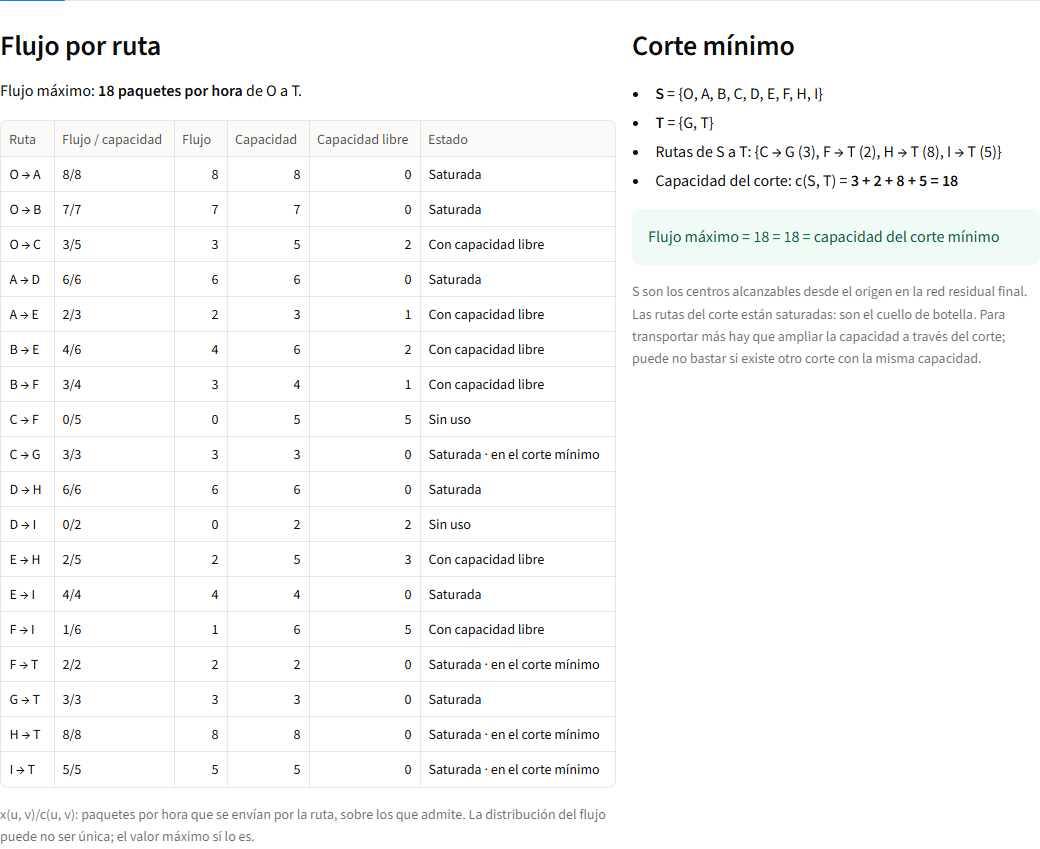 Flujo por ruta
Flujo máximo: 18 paquetes por hora de O a T.
Ruta Flujo / capacidad Flujo Capacidad Capacidad libre Estado
O → A 8/8 8 8 0 Saturada
O → B 7/7 7 7 0 Saturada
O → C 3/5 3 5 2 Con capacidad libre
A → D 6/6 6 6 0 Saturada
A → E 2/3 2 3 1 Con capacidad libre
B → E 4/6 4 6 2 Con capacidad libre
B → F 3/4 3 4 1 Con capacidad libre
C → F 0/5 0 5 5 Sin uso
C → G 3/3 3 3 0 Saturada · en el corte mínimo
D → H 6/6 6 6 0 Saturada
D → I 0/2 0 2 2 Sin uso
E → H 2/5 2 5 3 Con capacidad libre
E → I 4/4 4 4 0 Saturada
F → I 1/6 1 6 5 Con capacidad libre
F → T 2/2 2 2 0 Saturada · en el corte mínimo
G → T 3/3 3 3 0 Saturada
H → T 8/8 8 8 0 Saturada · en el corte mínimo
I → T 5/5 5 5 0 Saturada · en el corte mínimo
x(u, v)/c(u, v): paquetes por hora que se envían por la ruta, sobre los que admite. La distribución del flujo
puede no ser única; el valor máximo sí lo es.
Corte mínimo
• S = {O, A, B, C, D, E, F, H, I}
• T = {G, T}
• Rutas de S a T: {C → G (3), F → T (2), H → T (8), I → T (5)}
• Capacidad del corte: c(S, T) = 3 + 2 + 8 + 5 = 18
Flujo máximo = 18 = 18 = capacidad del corte mínimo
S son los centros alcanzables desde el origen en la red residual final.
Las rutas del corte están saturadas: son el cuello de botella. Para
transportar más hay que ampliar la capacidad a través del corte;
puede no bastar si existe otro corte con la misma capacidad.